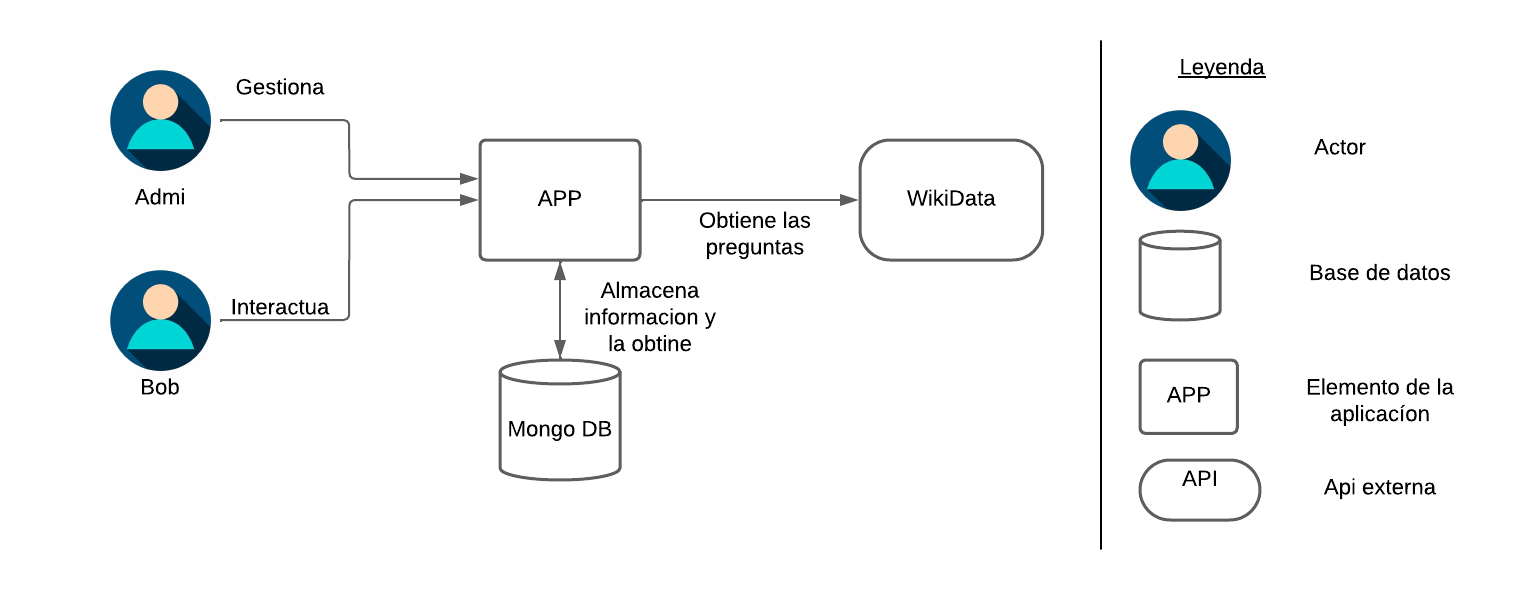 Gestiona
Admi
Interactua
Bob
APP
Obtiene las
preguntas
WikiData
Almacena
informacion y
la obtine
Mongo DB
Leyenda
Actor
Base de datos
APP
Elemento de la
aplicacíon
API
Api externa